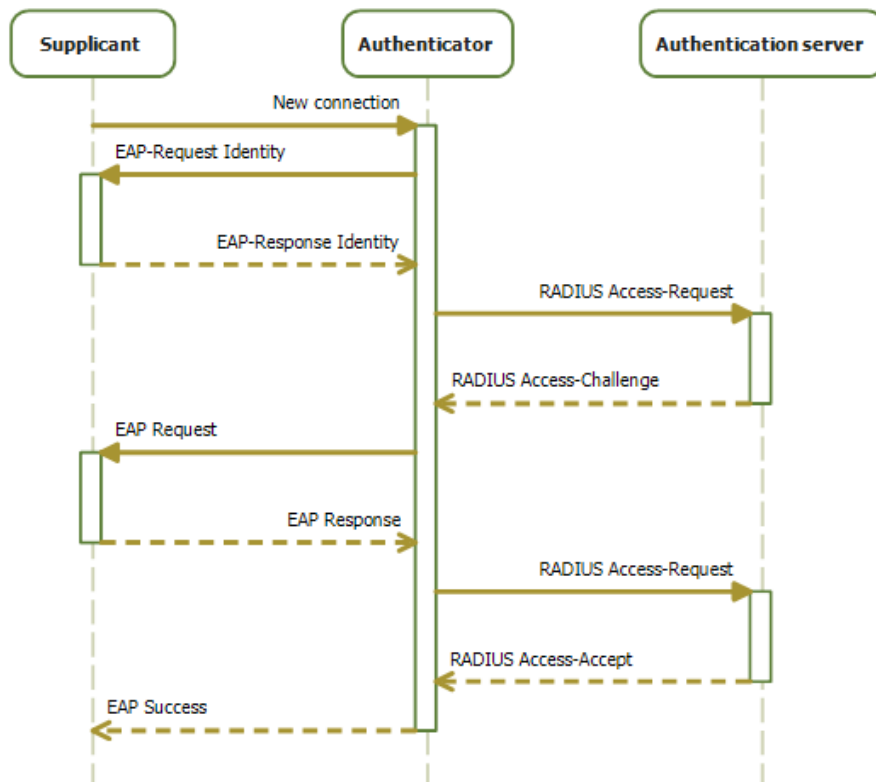 Supplicant
Authenticator
Authentication server
New connection
EAP-Request Identity
EAP-Response Identity
RADIUS Access-Request
RADIUS Access-Challenge
EAP Request
EAP Response
RADIUS Access-Request
RADIUS Access-Accept
EAP Success